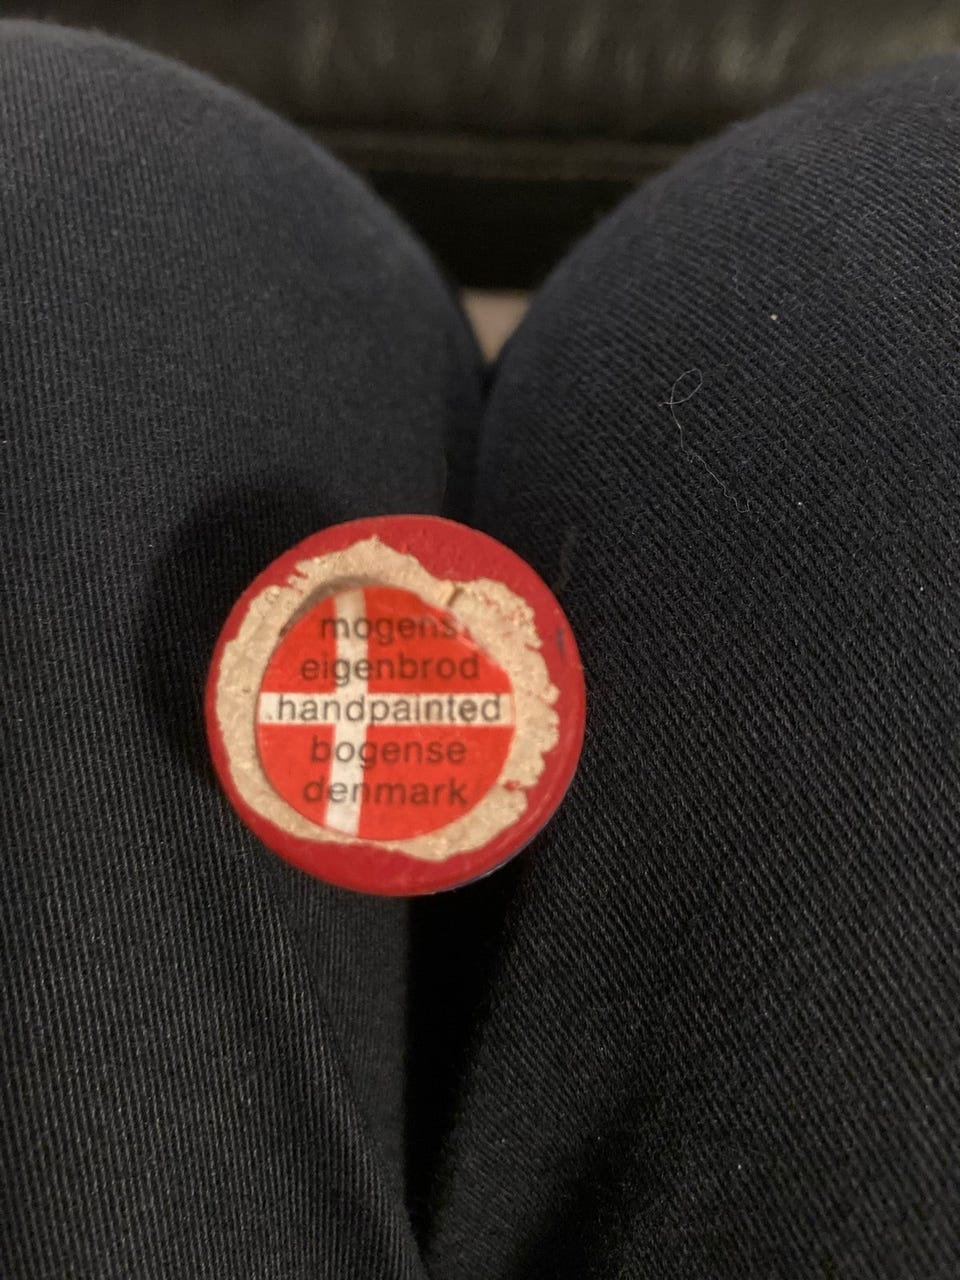 mogens
eigenbrod
handpainted
bogense
denmark